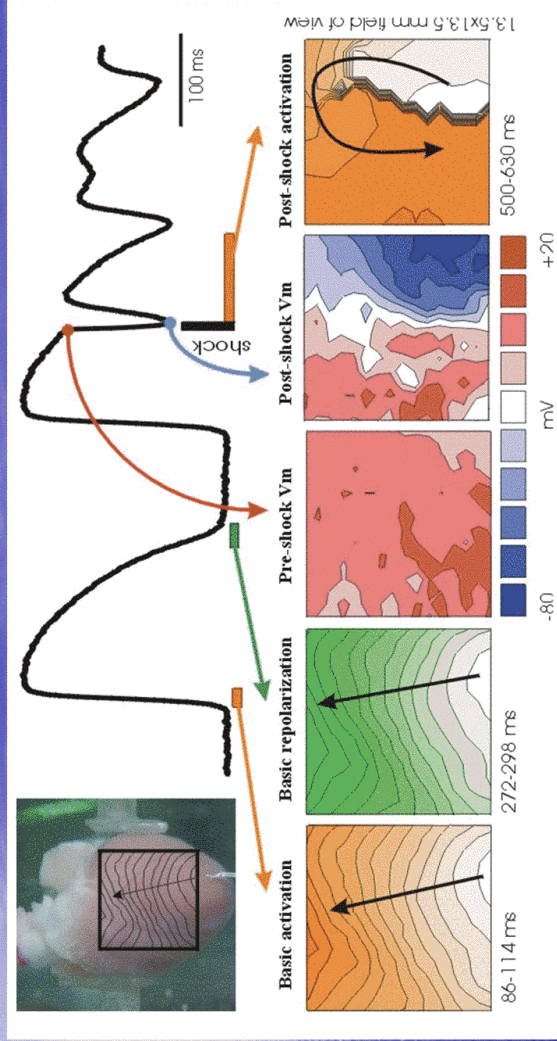 100 ms
shock
Basic activation
Basic repolarization
Pre-shock Vm
Post-shock Vm
Post-shock activation
86-114 ms
272-298 ms
500-630 ms
13.5x13.5 mm field of view
-80
mV
+20